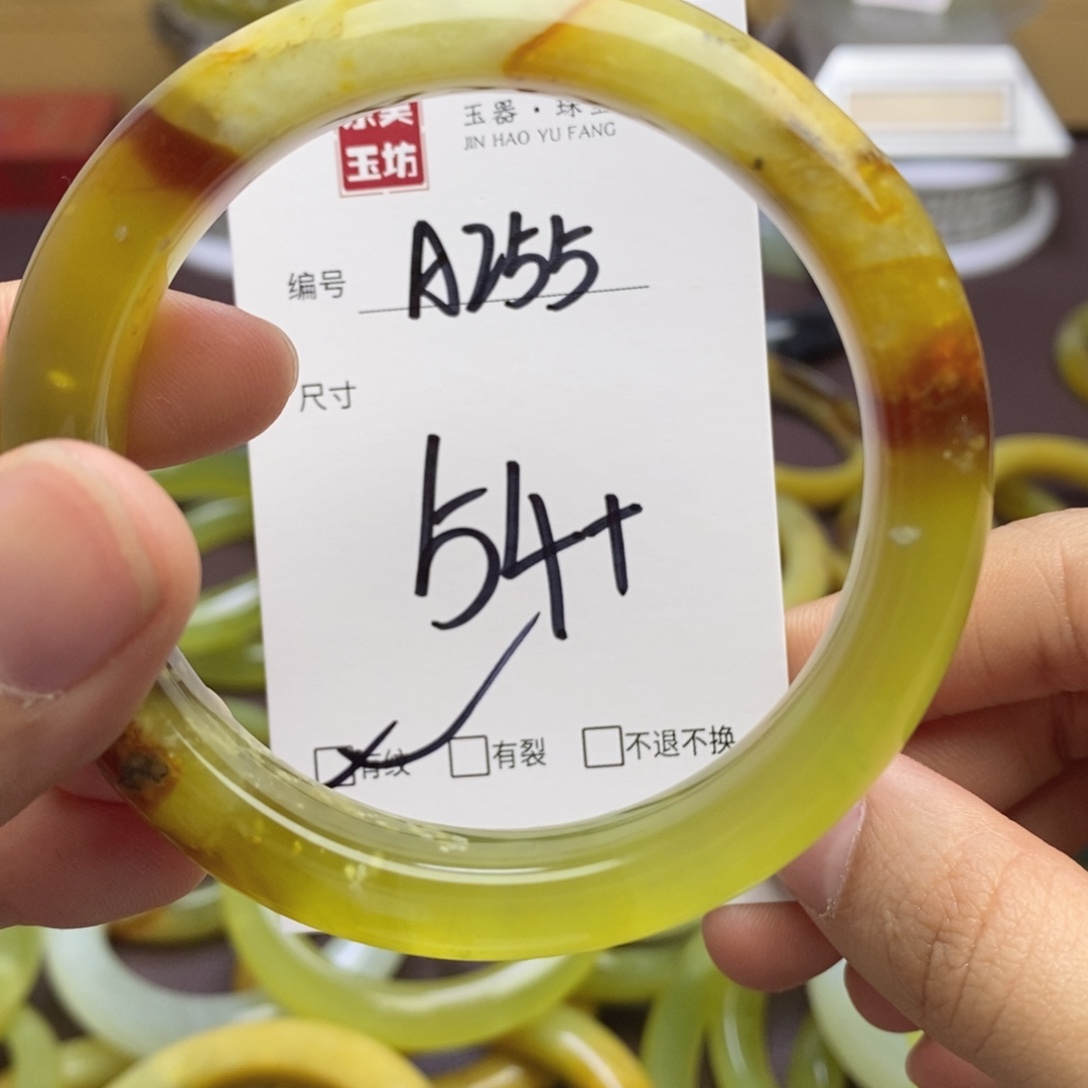 玉坊
玉器·珠
JIN HAO YU FANG
编号 A255
尺寸
54+
有纹 有裂 不退不换